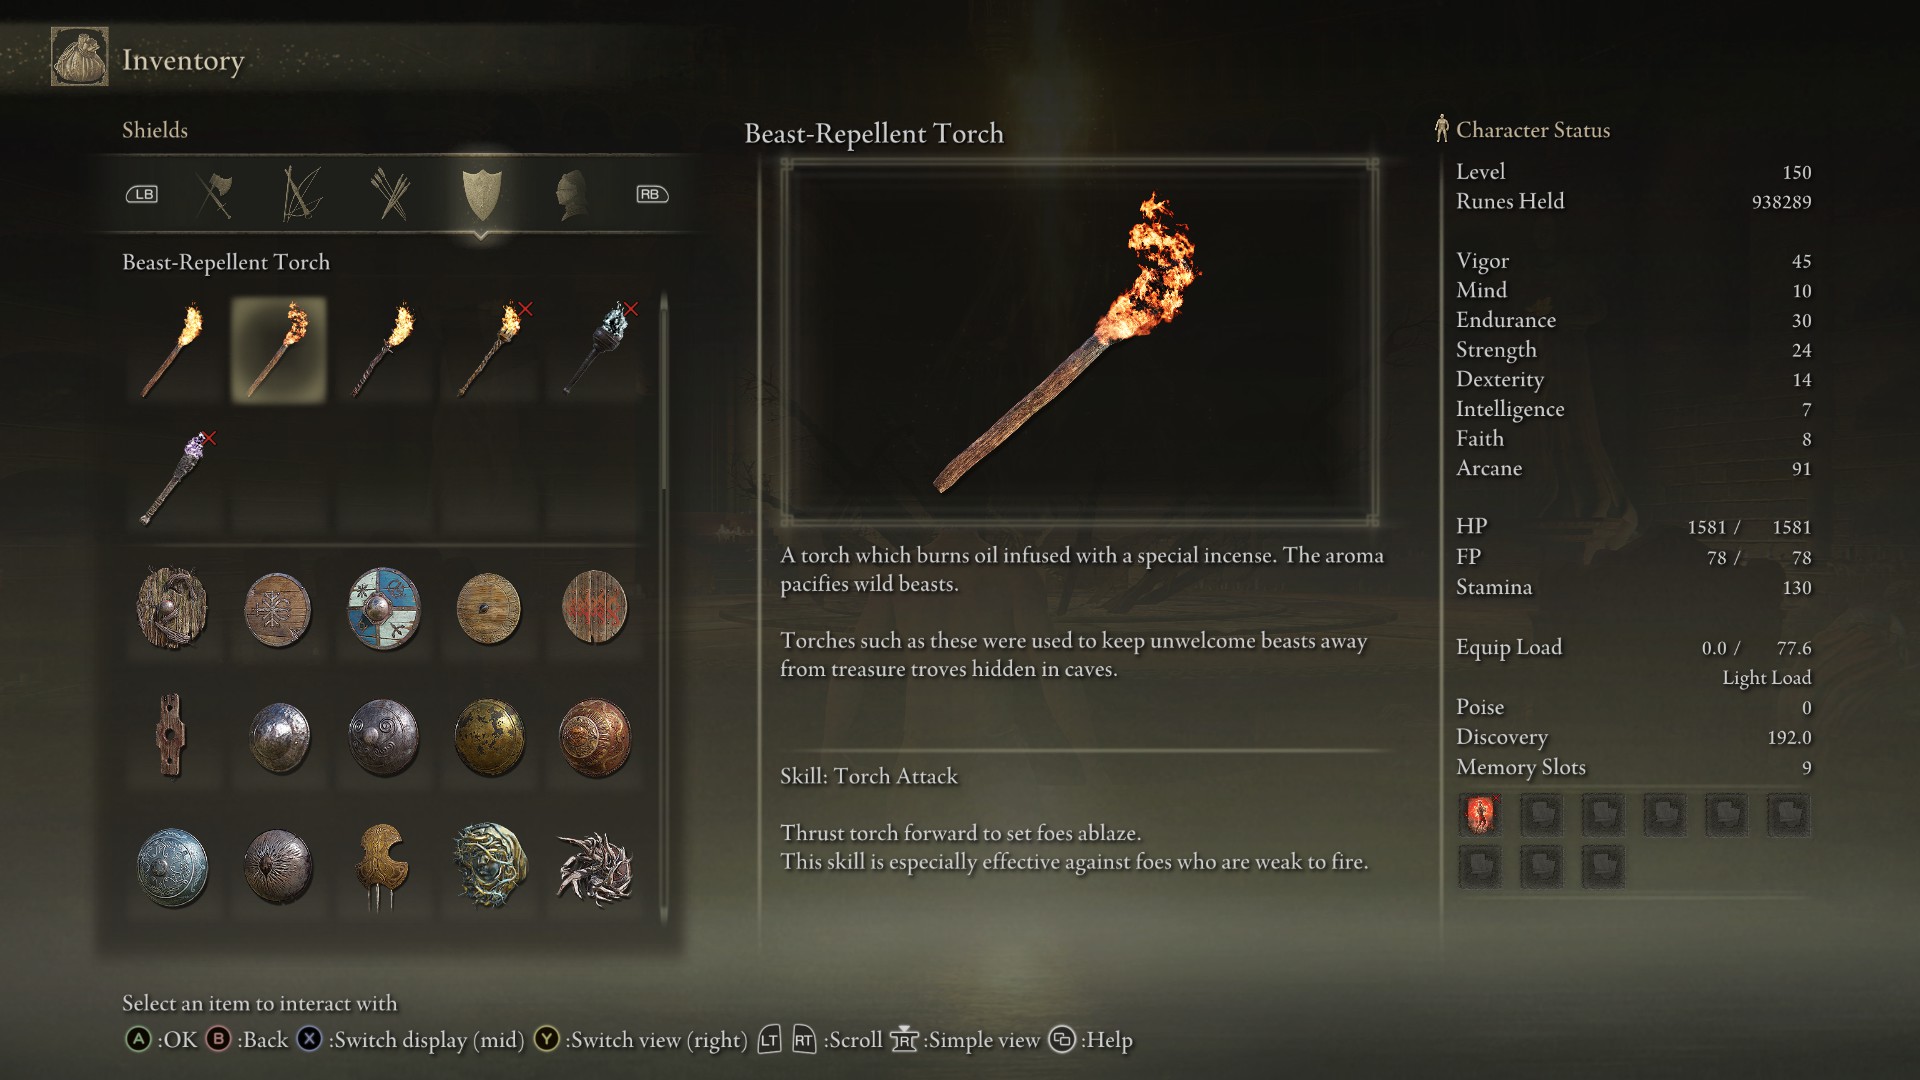 Inventory
Shields
LB
RB
Beast-Repellent Torch
Beast-Repellent Torch
A torch which burns oil infused with a special incense. The aroma
pacifies wild beasts.
Torches such as these were used to keep unwelcome beasts away
from treasure troves hidden in caves.
Skill: Torch Attack
Thrust torch forward to set foes ablaze.
This skill is especially effective against foes who are weak to fire.
Character Status
Level 150
Runes Held 938289
Vigor 45
Mind 10
Endurance 30
Strength 24
Dexterity 14
Intelligence 7
Faith 8
Arcane 91
HP 1581 / 1581
FP 78 / 78
Stamina 130
Equip Load 0.0 / 77.6
Light Load
Poise 0
Discovery 192.0
Memory Slots 9
Select an item to interact with
A :OK B :Back X :Switch display (mid) Y :Switch view (right) LT RT :Scroll R :Simple view :Help